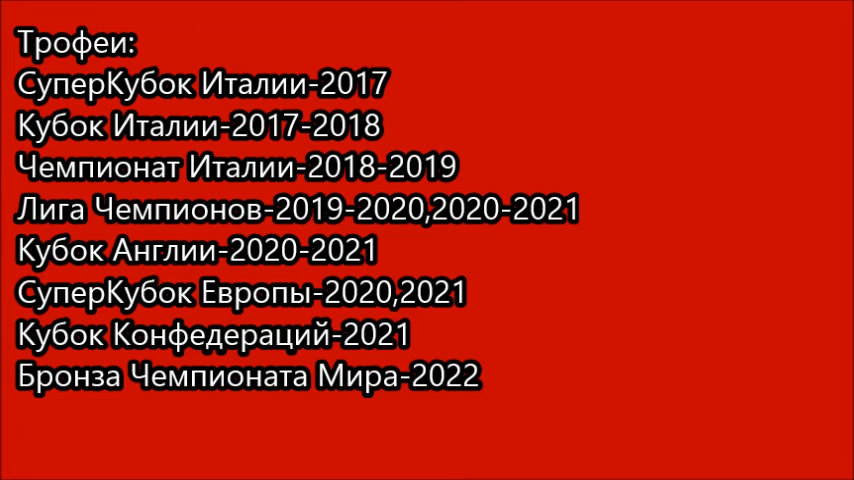 Трофеи:
СуперКубок Италии-2017
Кубок Италии-2017-2018
Чемпионат Италии-2018-2019
Лига Чемпионов-2019-2020,2020-2021
Кубок Англии-2020-2021
СуперКубок Европы-2020,2021
Кубок Конфедераций-2021
Бронза Чемпионата Мира-2022